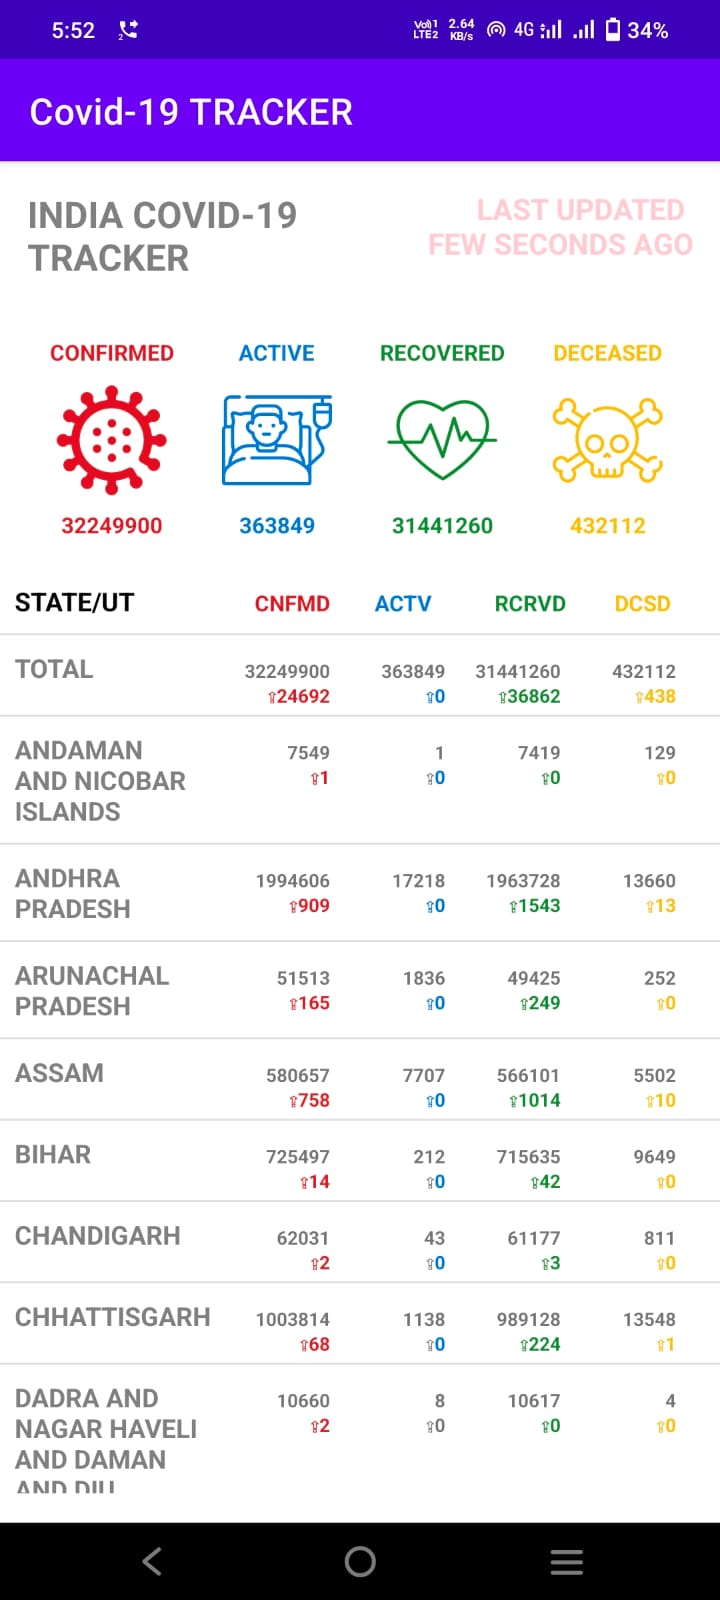 5:52
2
Vo)) 1
LTE2
2.64
KB/s
4G
34%
Covid-19 TRACKER
INDIA COVID-19
TRACKER
LAST UPDATED
FEW SECONDS AGO
CONFIRMED ACTIVE RECOVERED DECEASED
32249900 363849 31441260 432112
STATE/UT CNFMD ACTV RCRVD DCSD
TOTAL 32249900 363849 31441260 432112
⇧24692 ⇧0 ⇧36862 ⇧438
ANDAMAN 7549 1 7419 129
AND NICOBAR ⇧1 ⇧0 ⇧0 ⇧0
ISLANDS
ANDHRA 1994606 17218 1963728 13660
PRADESH ⇧909 ⇧0 ⇧1543 ⇧13
ARUNACHAL 51513 1836 49425 252
PRADESH ⇧165 ⇧0 ⇧249 ⇧0
ASSAM 580657 7707 566101 5502
⇧758 ⇧0 ⇧1014 ⇧10
BIHAR 725497 212 715635 9649
⇧14 ⇧0 ⇧42 ⇧0
CHANDIGARH 62031 43 61177 811
⇧2 ⇧0 ⇧3 ⇧0
CHHATTISGARH 1003814 1138 989128 13548
⇧68 ⇧0 ⇧224 ⇧1
DADRA AND 10660 8 10617 4
NAGAR HAVELI ⇧2 ⇧0 ⇧0 ⇧0
AND DAMAN
AND DIU